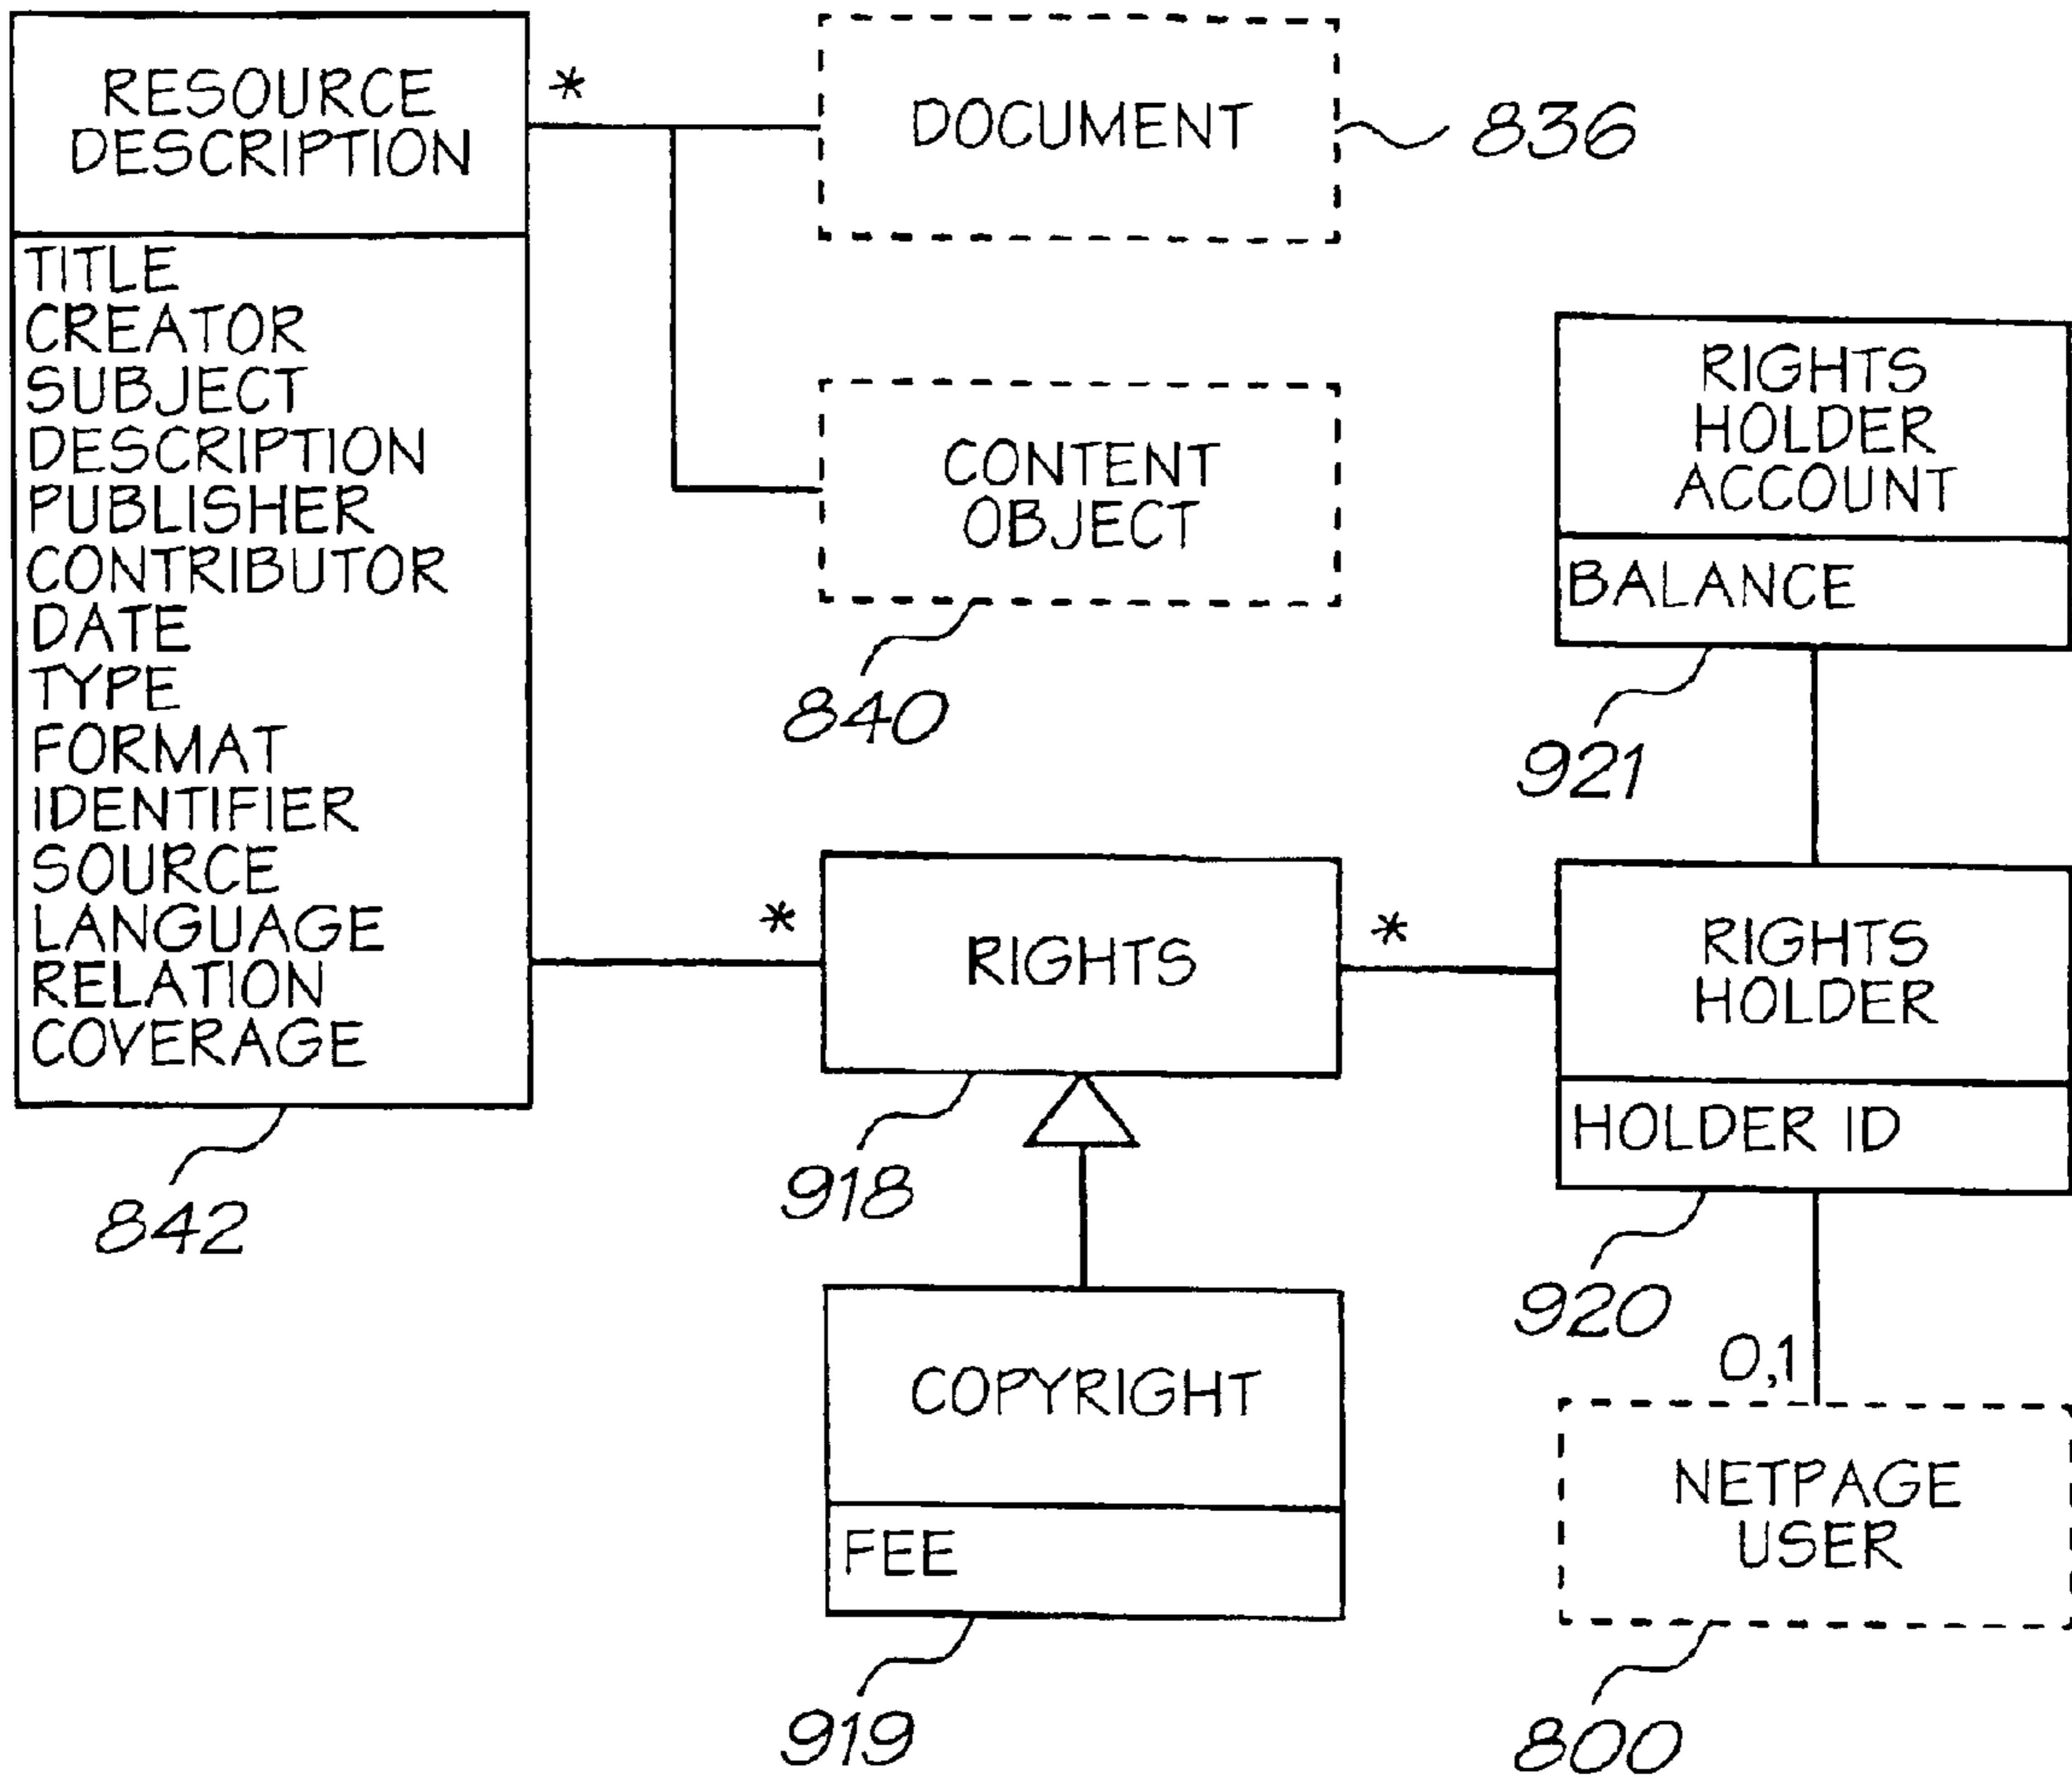 RESOURCE
DESCRIPTION
TITLE
CREATOR
SUBJECT
DESCRIPTION
PUBLISHER
CONTRIBUTOR
DATE
TYPE
FORMAT
IDENTIFIER
SOURCE
LANGUAGE
RELATION
COVERAGE
842
*
DOCUMENT
836
CONTENT
OBJECT
840
RIGHTS
HOLDER
ACCOUNT
BALANCE
921
*
RIGHTS
918
*
RIGHTS
HOLDER
HOLDER ID
920
COPYRIGHT
FEE
919
0,1
NETPAGE
USER
800